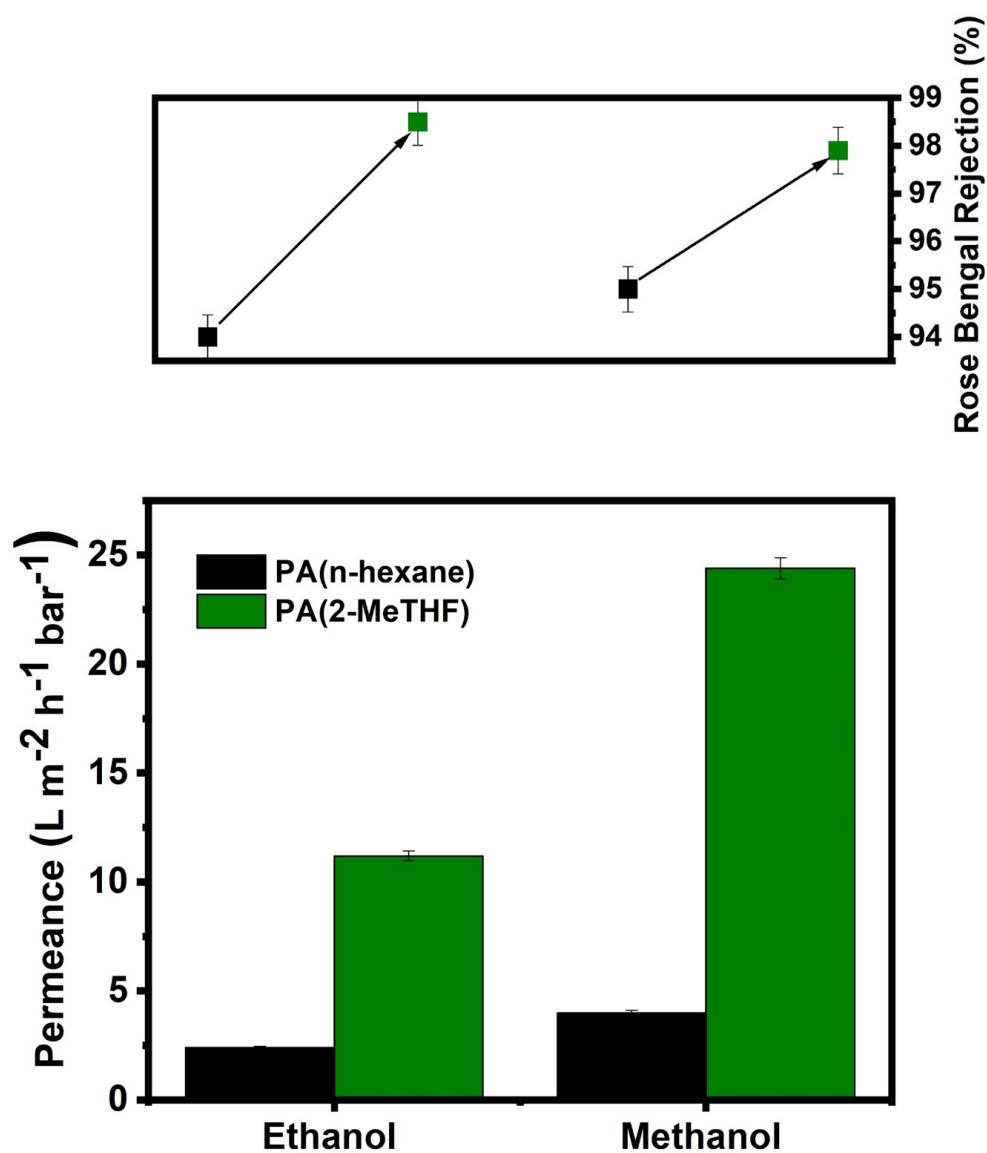 99
98
97
96
95
94
Rose Bengal Rejection (%)
25
20
15
10
5
0
Permeance (L m⁻² h⁻¹ bar⁻¹)
PA(n-hexane)
PA(2-MeTHF)
Ethanol Methanol